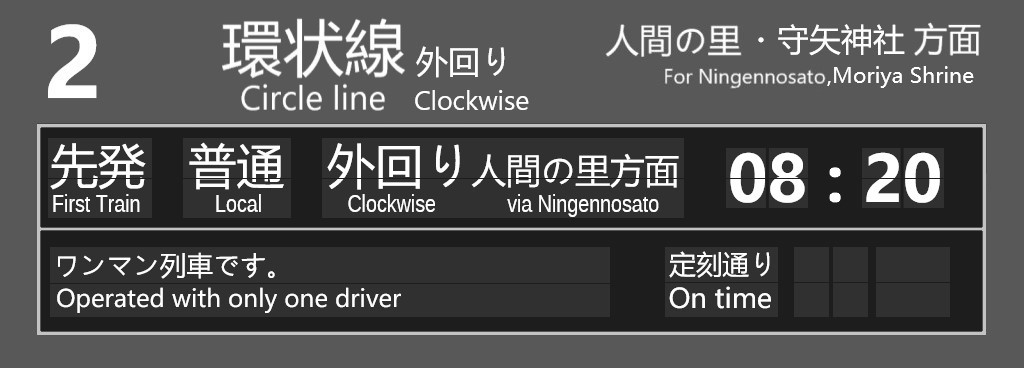 2
環状線 外回り
Circle line Clockwise
人間の里・守矢神社 方面
For Ningennosato,Moriya Shrine
先発 普通 外回り人間の里方面 08:20
First Train Local Clockwise via Ningennosato
ワンマン列車です。 定刻通り
Operated with only one driver On time